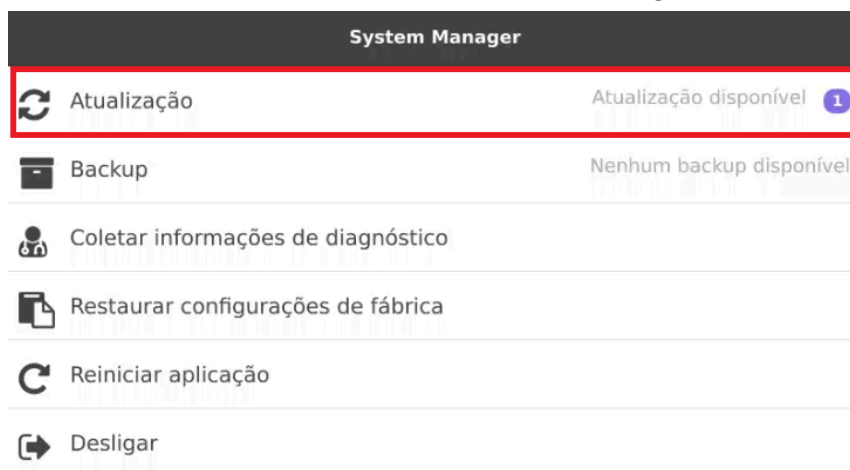 System Manager
Atualização Atualização disponível 1
Backup Nenhum backup disponível
Coletar informações de diagnóstico
Restaurar configurações de fábrica
Reiniciar aplicação
Desligar